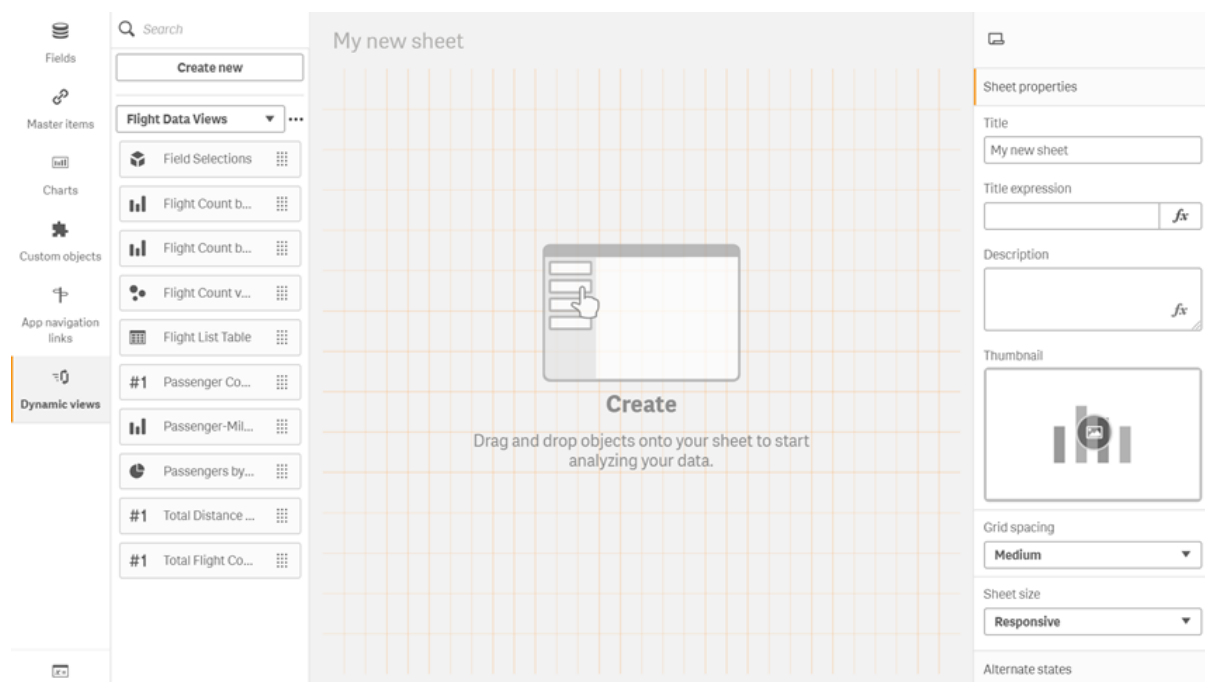 Fields
Master items
Charts
Custom objects
App navigation
links
Dynamic views
Search
Create new
Flight Data Views
Field Selections
Flight Count b...
Flight Count b...
Flight Count v...
Flight List Table
#1 Passenger Co...
Passenger-Mil...
Passengers by...
#1 Total Distance ...
#1 Total Flight Co...
My new sheet
Create
Drag and drop objects onto your sheet to start
analyzing your data.
Sheet properties
Title
My new sheet
Title expression
fx
Description
fx
Thumbnail
Grid spacing
Medium
Sheet size
Responsive
Alternate states